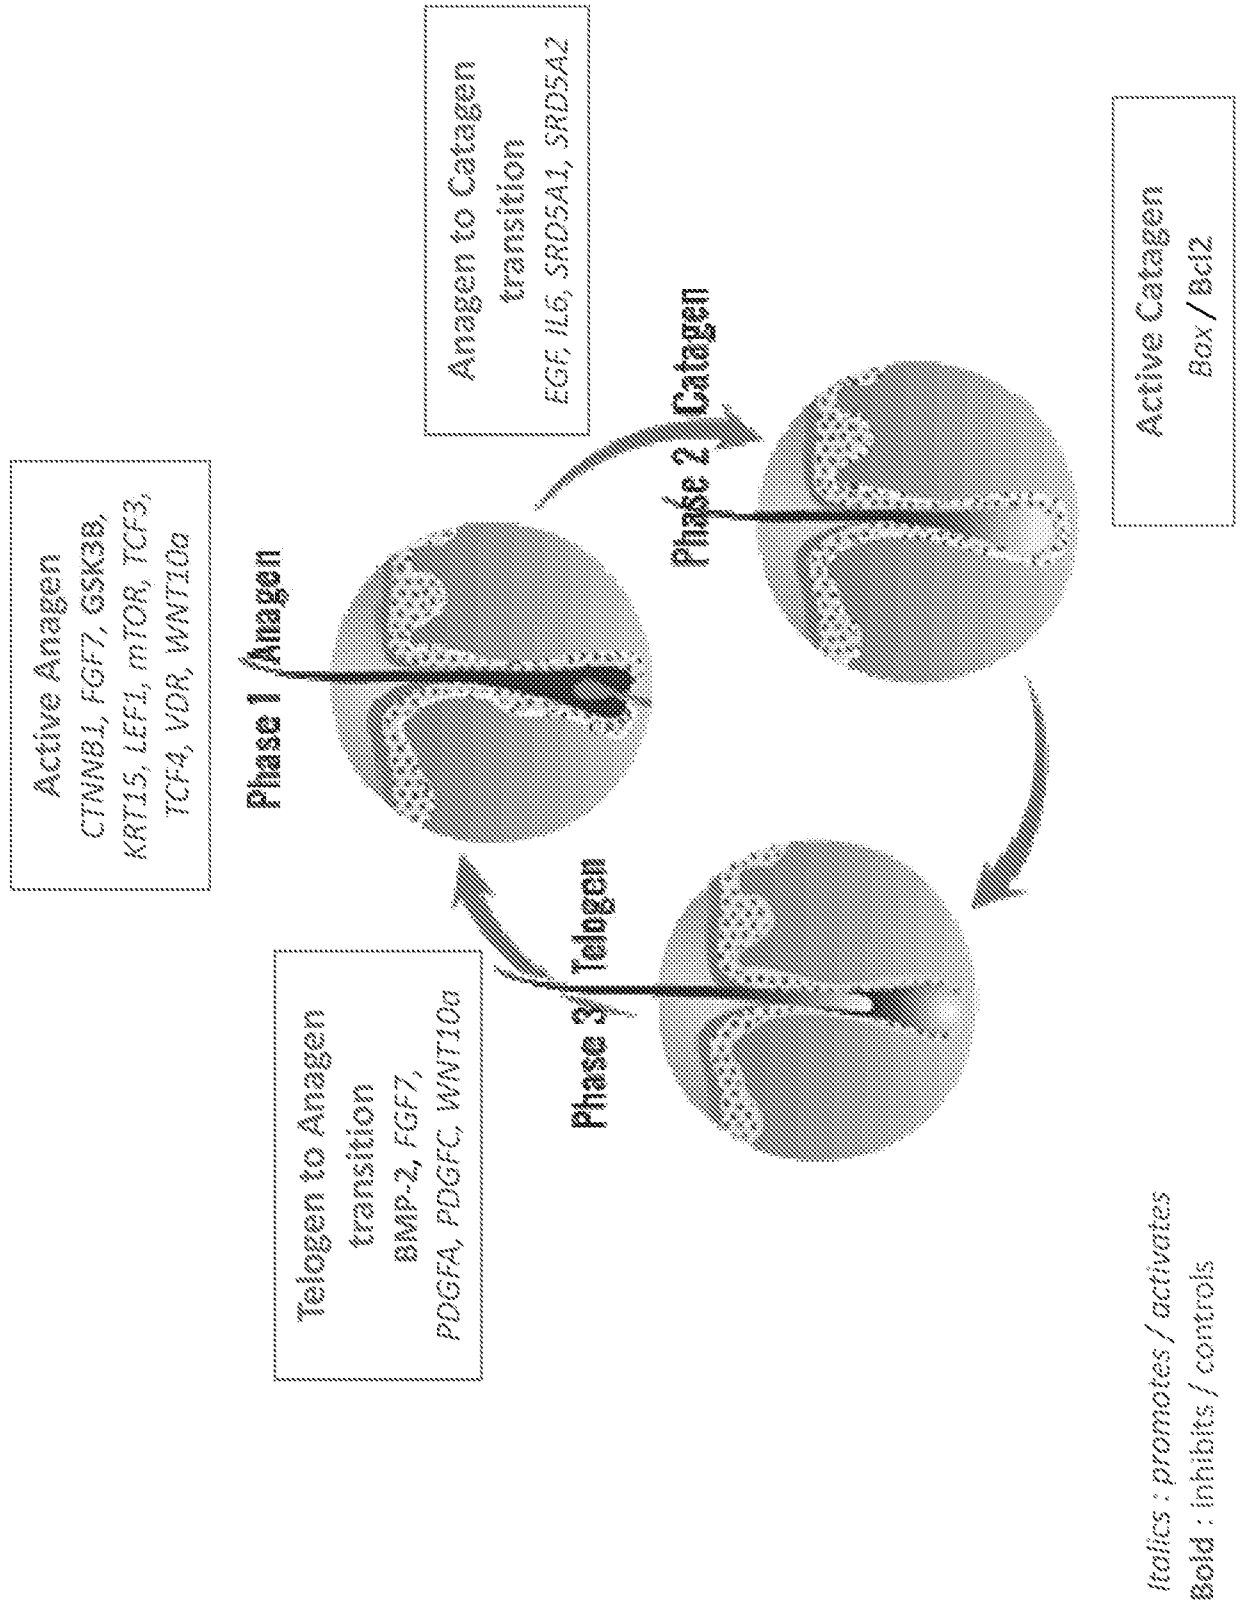 Active Anagen
CTNNB1, FGF7, GSK3B,
KRT15, LEF1, mTOR, TCF3,
TCF4, VDR, WNT10a
Phase 1 Anagen
Anagen to Catagen
transition
EGF, IL6, SRD5A1, SRD5A2
Phase 2 Catagen
Active Catagen
Bax / Bcl2
Telogen to Anagen
transition
BMP-2, FGF7,
PDGFA, PDGFC, WNT10a
Phase 3 Telogen
Italics : promotes / activates
Bold : inhibits / controls